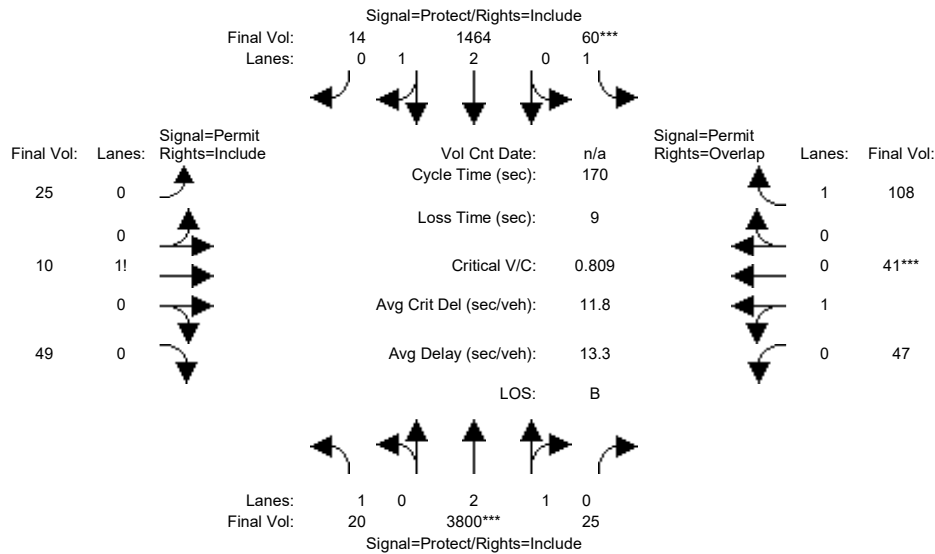 Signal=Protect/Rights=Include
Final Vol: 14 1464 60***
Lanes: 0 1 2 0 1
Signal=Permit
Final Vol: Lanes: Rights=Include
Vol Cnt Date: n/a
Signal=Permit
Rights=Overlap Lanes: Final Vol:
Cycle Time (sec): 170
25 0
1 108
Loss Time (sec): 9
0
0
10 1!
Critical V/C: 0.809
0 41***
0
Avg Crit Del (sec/veh): 11.8
1
49 0
Avg Delay (sec/veh): 13.3
0 47
LOS: B
Lanes: 1 0 2 1 0
Final Vol: 20 3800*** 25
Signal=Protect/Rights=Include